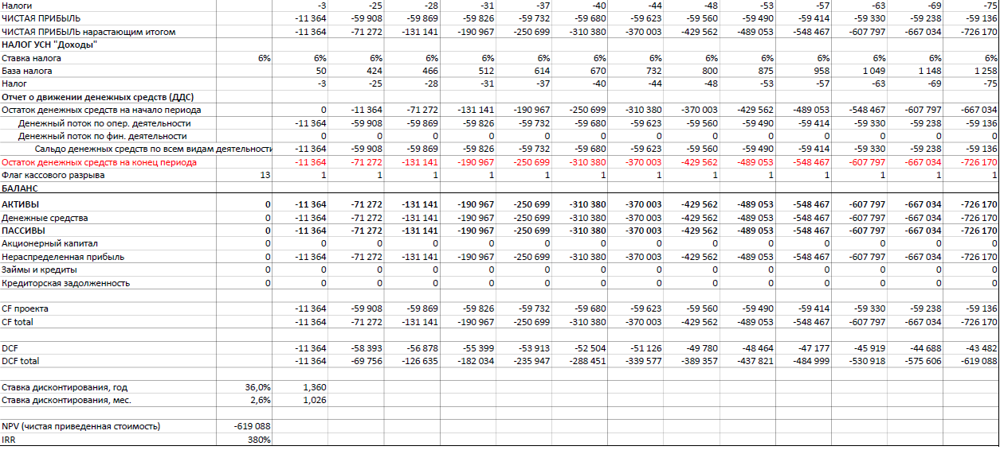 Налоги -3 -25 -28 -31 -37 -40 -44 -48 -53 -57 -63 -69 -75
ЧИСТАЯ ПРИБЫЛЬ -11 364 -59 908 -59 869 -59 826 -59 732 -59 680 -59 623 -59 560 -59 490 -59 414 -59 330 -59 238 -59 136
ЧИСТАЯ ПРИБЫЛЬ нарастающим итогом -11 364 -71 272 -131 141 -190 967 -250 699 -310 380 -370 003 -429 562 -489 053 -548 467 -607 797 -667 034 -726 170
НАЛОГ УСН "Доходы"
Ставка налога 6% 6% 6% 6% 6% 6% 6% 6% 6% 6% 6% 6% 6% 6%
База налога 50 424 466 512 614 670 732 800 875 958 1 049 1 148 1 258
Налог -3 -25 -28 -31 -37 -40 -44 -48 -53 -57 -63 -69 -75
Отчет о движении денежных средств (ДДС)
Остаток денежных средств на начало периода 0 -11 364 -71 272 -131 141 -190 967 -250 699 -310 380 -370 003 -429 562 -489 053 -548 467 -607 797 -667 034
Денежный поток по опер. деятельности -11 364 -59 908 -59 869 -59 826 -59 732 -59 680 -59 623 -59 560 -59 490 -59 414 -59 330 -59 238 -59 136
Денежный поток по фин. деятельности 0 0 0 0 0 0 0 0 0 0 0 0 0
Сальдо денежных средств по всем видам деятельности -11 364 -59 908 -59 869 -59 826 -59 732 -59 680 -59 623 -59 560 -59 490 -59 414 -59 330 -59 238 -59 136
Остаток денежных средств на конец периода -11 364 -71 272 -131 141 -190 967 -250 699 -310 380 -370 003 -429 562 -489 053 -548 467 -607 797 -667 034 -726 170
Флаг кассового разрыва 13 1 1 1 1 1 1 1 1 1 1 1 1 1
БАЛАНС
АКТИВЫ 0 -11 364 -71 272 -131 141 -190 967 -250 699 -310 380 -370 003 -429 562 -489 053 -548 467 -607 797 -667 034 -726 170
Денежные средства 0 -11 364 -71 272 -131 141 -190 967 -250 699 -310 380 -370 003 -429 562 -489 053 -548 467 -607 797 -667 034 -726 170
ПАССИВЫ 0 -11 364 -71 272 -131 141 -190 967 -250 699 -310 380 -370 003 -429 562 -489 053 -548 467 -607 797 -667 034 -726 170
Акционерный капитал 0 0 0 0 0 0 0 0 0 0 0 0 0 0
Нераспределенная прибыль 0 -11 364 -71 272 -131 141 -190 967 -250 699 -310 380 -370 003 -429 562 -489 053 -548 467 -607 797 -667 034 -726 170
Займы и кредиты 0 0 0 0 0 0 0 0 0 0 0 0 0 0
Кредиторская задолженность 0 0 0 0 0 0 0 0 0 0 0 0 0 0
CF проекта -11 364 -59 908 -59 869 -59 826 -59 732 -59 680 -59 623 -59 560 -59 490 -59 414 -59 330 -59 238 -59 136
CF total -11 364 -71 272 -131 141 -190 967 -250 699 -310 380 -370 003 -429 562 -489 053 -548 467 -607 797 -667 034 -726 170
DCF -11 364 -58 393 -56 878 -55 399 -53 913 -52 504 -51 126 -49 780 -48 464 -47 177 -45 919 -44 688 -43 482
DCF total -11 364 -69 756 -126 635 -182 034 -235 947 -288 451 -339 577 -389 357 -437 821 -484 999 -530 918 -575 606 -619 088
Ставка дисконтирования, год 36,0% 1,360
Ставка дисконтирования, мес. 2,6% 1,026
NPV (чистая приведенная стоимость) -619 088
IRR 380%